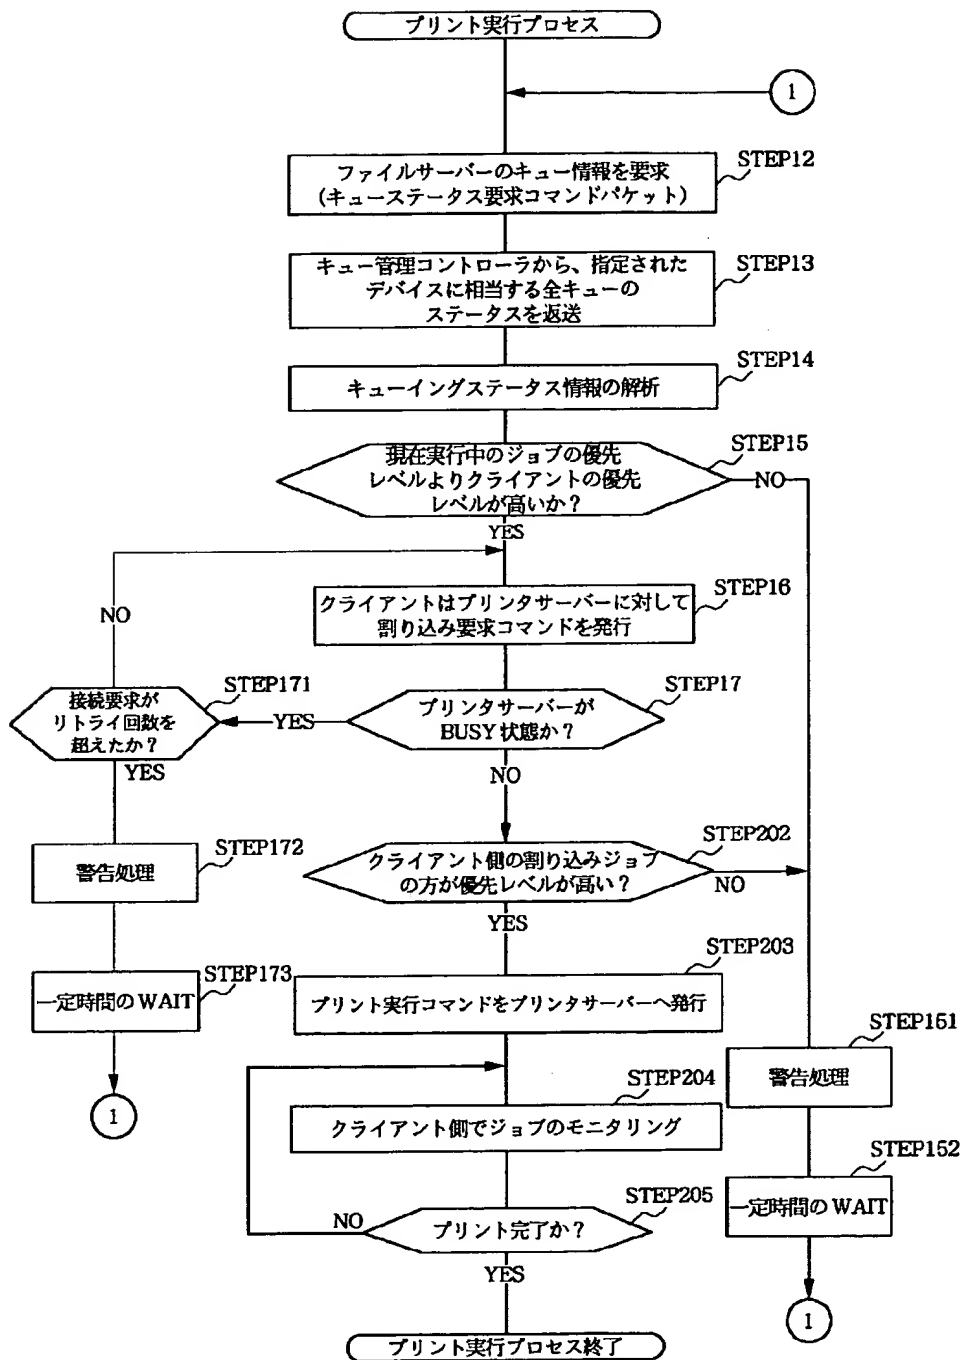 プリント実行プロセス
1
STEP12
ファイルサーバーのキュー情報を要求
(キューステータス要求コマンドパケット)
STEP13
キュー管理コントローラから、指定された
デバイスに相当する全キューの
ステータスを返送
STEP14
キューイングステータス情報の解析
STEP15
現在実行中のジョブの優先
レベルよりクライアントの優先
レベルが高いか?
NO
YES
STEP16
クライアントはプリンタサーバーに対して
割り込み要求コマンドを発行
NO
STEP171
接続要求が
リトライ回数を
超えたか?
YES
STEP17
プリンタサーバーが
BUSY状態か?
YES
NO
STEP172
警告処理
STEP202
クライアント側の割り込みジョブ
の方が優先レベルが高い?
NO
YES
STEP173
一定時間のWAIT
1
STEP203
プリント実行コマンドをプリンタサーバーへ発行
STEP151
警告処理
STEP204
クライアント側でジョブのモニタリング
STEP152
一定時間のWAIT
STEP205
プリント完了か?
NO
YES
1
プリント実行プロセス終了